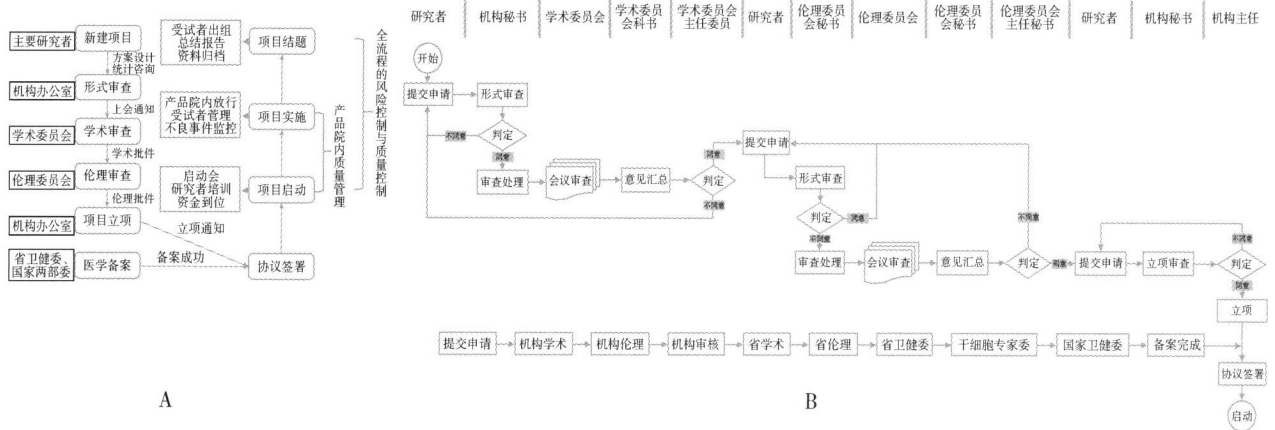 主要研究者
新建项目
方案设计
统计咨询
机构办公室
形式审查
上会通知
学术委员会
学术审查
学术批件
伦理委员会
伦理审查
伦理批件
机构办公室
项目立项
立项通知
省卫健委、
国家两部委
医学备案
备案成功
协议签署
受试者出组
总结报告
资料归档
项目结题
产品院内放行
受试者管理
不良事件监控
项目实施
启动会
研究者培训
资金到位
项目启动
产品院内质量管理
全流程的风险控制与质量控制
A
研究者
机构秘书
学术委员会
学术委员
会科书
学术委员会
主任委员
研究者
伦理委员
会秘书
伦理委员会
伦理委员
会秘书
伦理委员会
主任秘书
研究者
机构秘书
机构主任
开始
提交申请
形式审查
判定
不同意
同意
审查处理
会议审查
意见汇总
判定
同意
不同意
提交申请
形式审查
判定
同意
不同意
审查处理
会议审查
意见汇总
判定
不同意
同意
提交申请
立项审查
判定
不同意
同意
立项
提交申请
机构学术
机构伦理
机构审核
省学术
省伦理
省卫健委
干细胞专家委
国家卫健委
备案完成
协议签署
启动
B